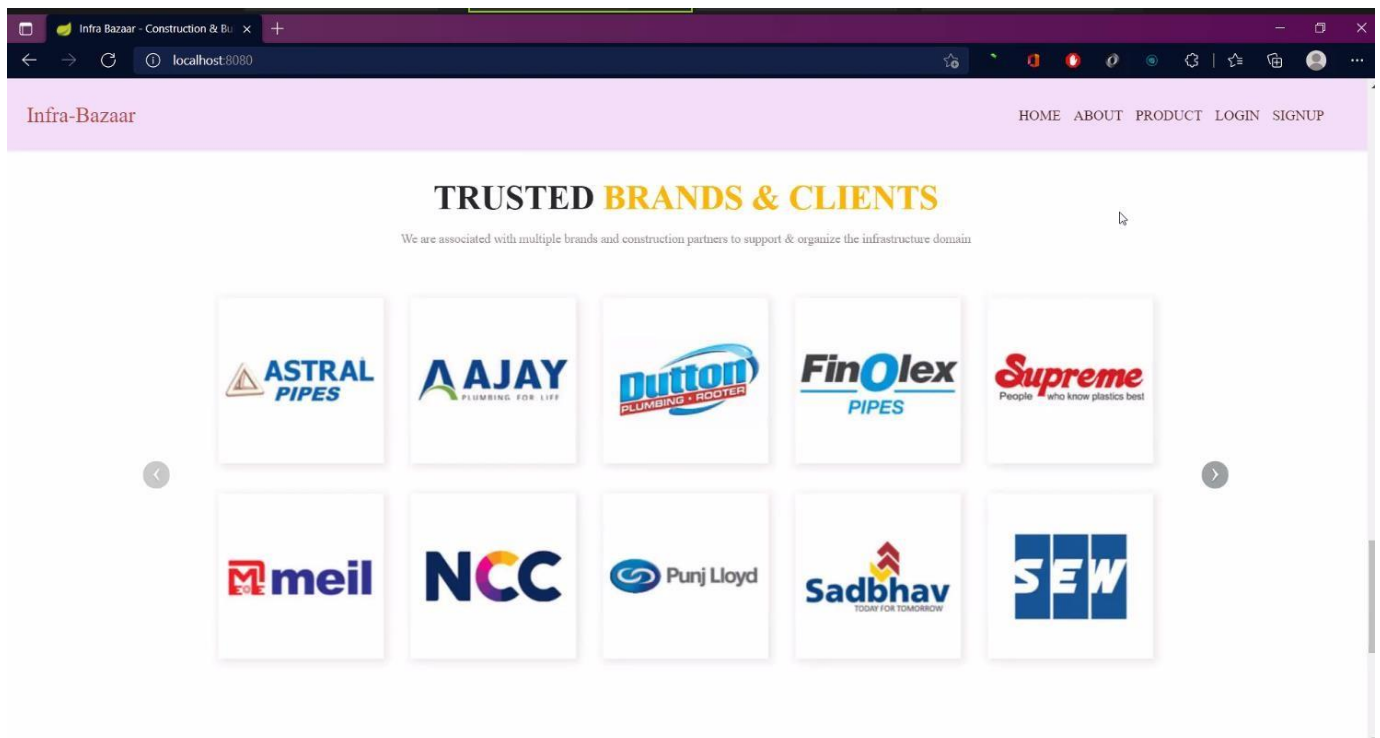 Infra Bazaar - Construction & Bu
localhost:8080
Infra-Bazaar
HOME ABOUT PRODUCT LOGIN SIGNUP
TRUSTED BRANDS & CLIENTS
We are associated with multiple brands and construction partners to support & organize the infrastructure domain
ASTRAL
PIPES
AJAY
PLUMBING FOR LIFE
Dutton
PLUMBING • ROOTER
FinOlex
PIPES
Supreme
People who know plastics best
meil
NCC
Punj Lloyd
Sadbhav
TODAY FOR TOMORROW
SEW